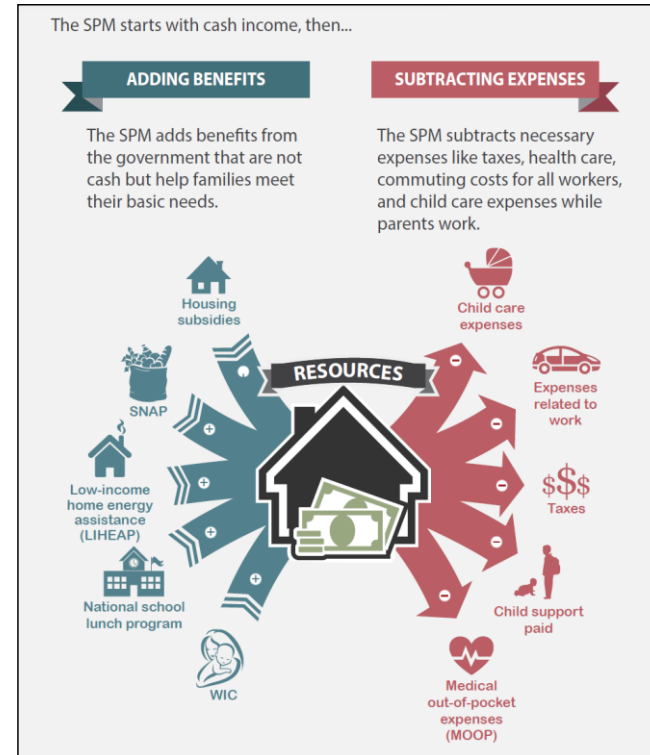 The SPM starts with cash income, then...
ADDING BENEFITS
The SPM adds benefits from
the government that are not
cash but help families meet
their basic needs.
SUBTRACTING EXPENSES
The SPM subtracts necessary
expenses like taxes, health care,
commuting costs for all workers,
and child care expenses while
parents work.
RESOURCES
Housing
subsidies
SNAP
Low-income
home energy
assistance
(LIHEAP)
National school
lunch program
WIC
Child care
expenses
Expenses
related to
work
$$$
Taxes
Child support
paid
Medical
out-of-pocket
expenses
(MOOP)